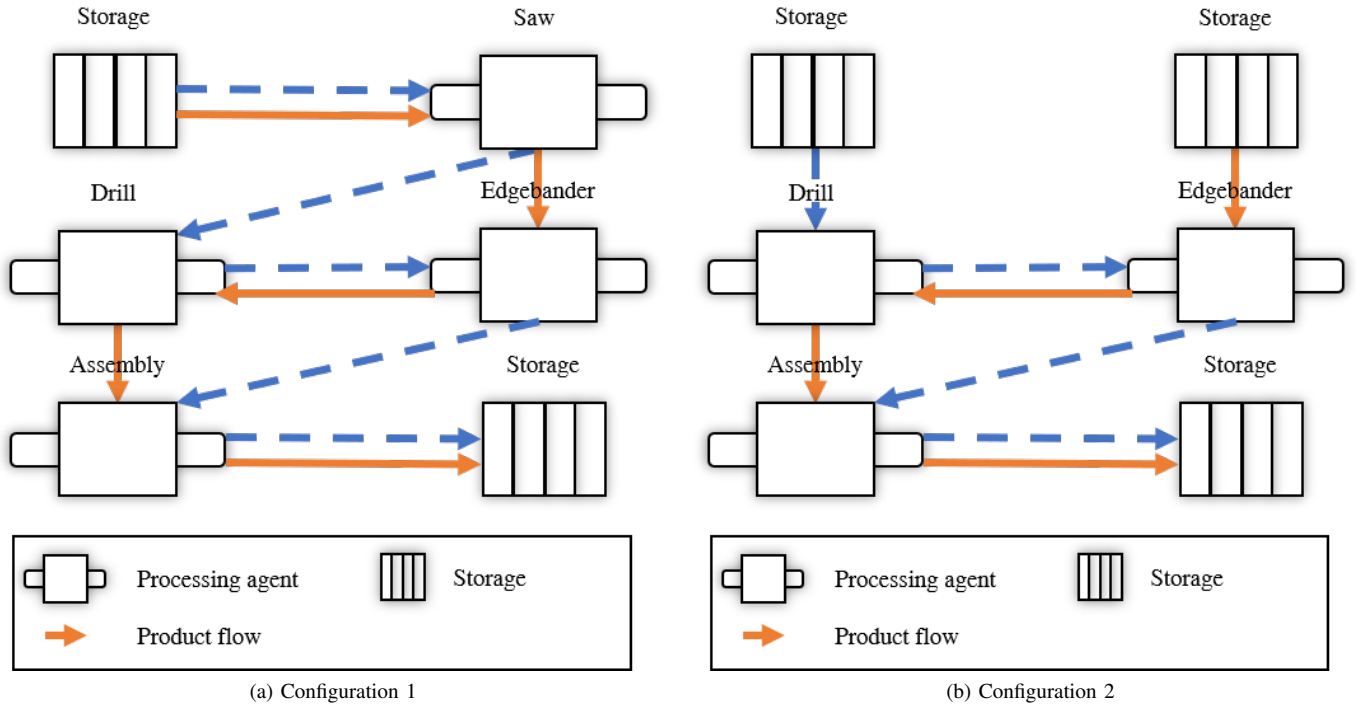 Storage
Saw
Drill
Edgebander
Assembly
Storage
Processing agent
Storage
Product flow
(a) Configuration 1
Storage
Storage
Drill
Edgebander
Assembly
Storage
Processing agent
Storage
Product flow
(b) Configuration 2